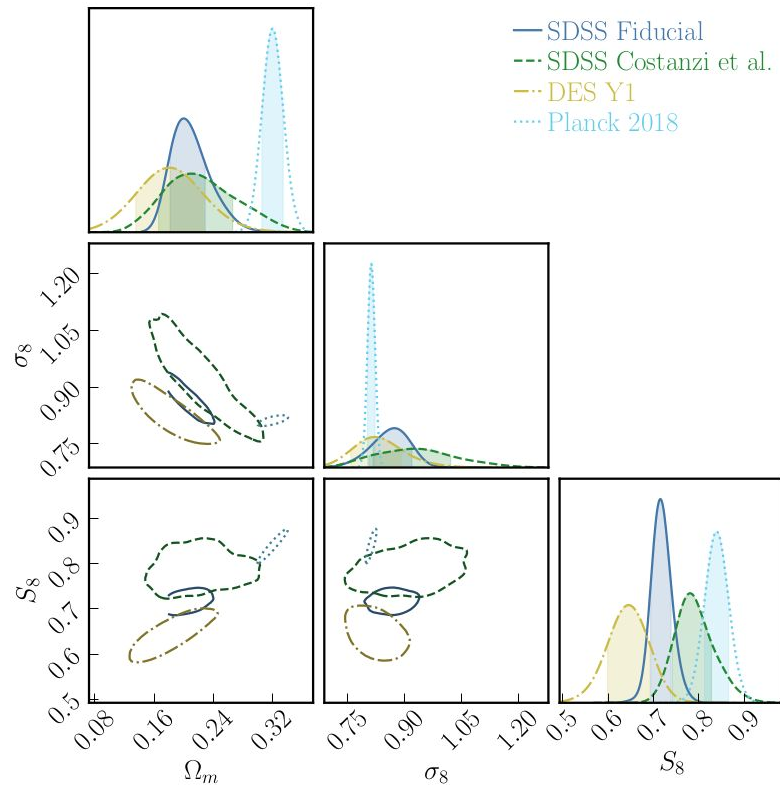 SDSS Fiducial
SDSS Costanzi et al.
DES Y1
Planck 2018
1.20
1.05
0.90
0.75
σ₈
0.9
0.8
0.7
0.6
0.5
S₈
0.08 0.16 0.24 0.32
0.75 0.90 1.05 1.20
0.5 0.6 0.7 0.8 0.9
Ωₘ σ₈ S₈